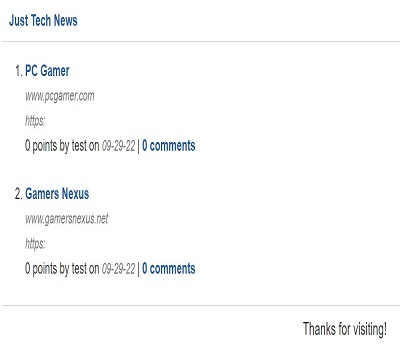 Just Tech News
1. PC Gamer
www.pcgamer.com
https:
0 points by test on 09-29-22 | 0 comments
2. Gamers Nexus
www.gamersnexus.net
https:
0 points by test on 09-29-22 | 0 comments
Thanks for visiting!